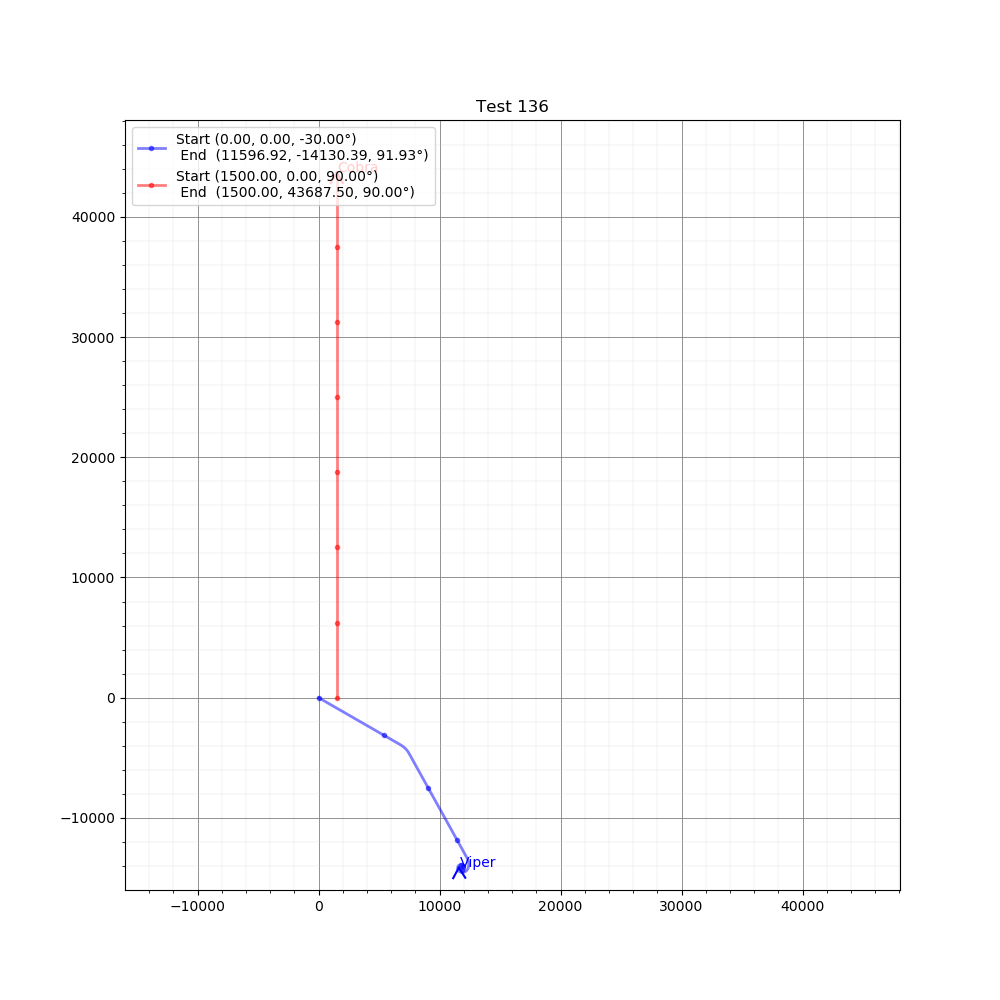 Test 136
Start (0.00, 0.00, -30.00°)
End (11596.92, -14130.39, 91.93°)
Cobra
Start (1500.00, 0.00, 90.00°)
End (1500.00, 43687.50, 90.00°)
40000
30000
20000
10000
0
−10000
Viper
−10000 0 10000 20000 30000 40000